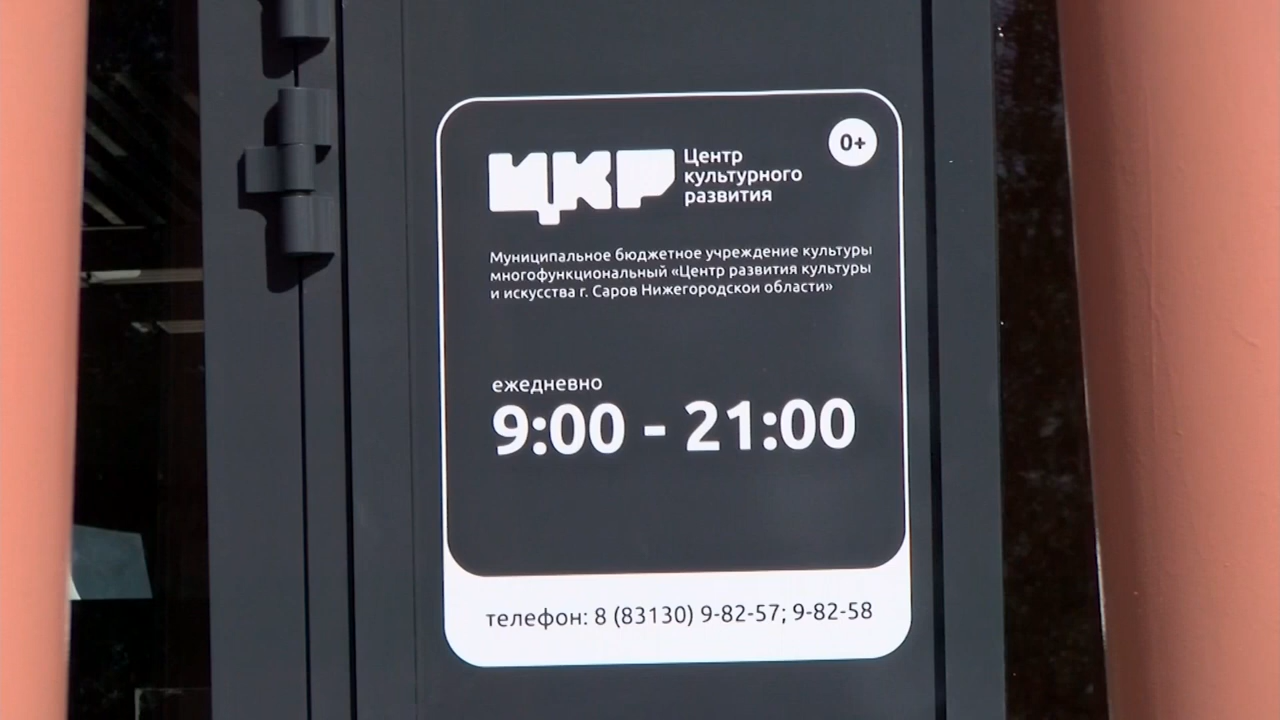 ЦКР
Центр
культурного
развития
0+
Муниципальное бюджетное учреждение культуры
многофункциональный «Центр развития культуры
и искусства г. Саров Нижегородскои области»
ежедневно
9:00 - 21:00
телефон: 8 (83130) 9-82-57; 9-82-58